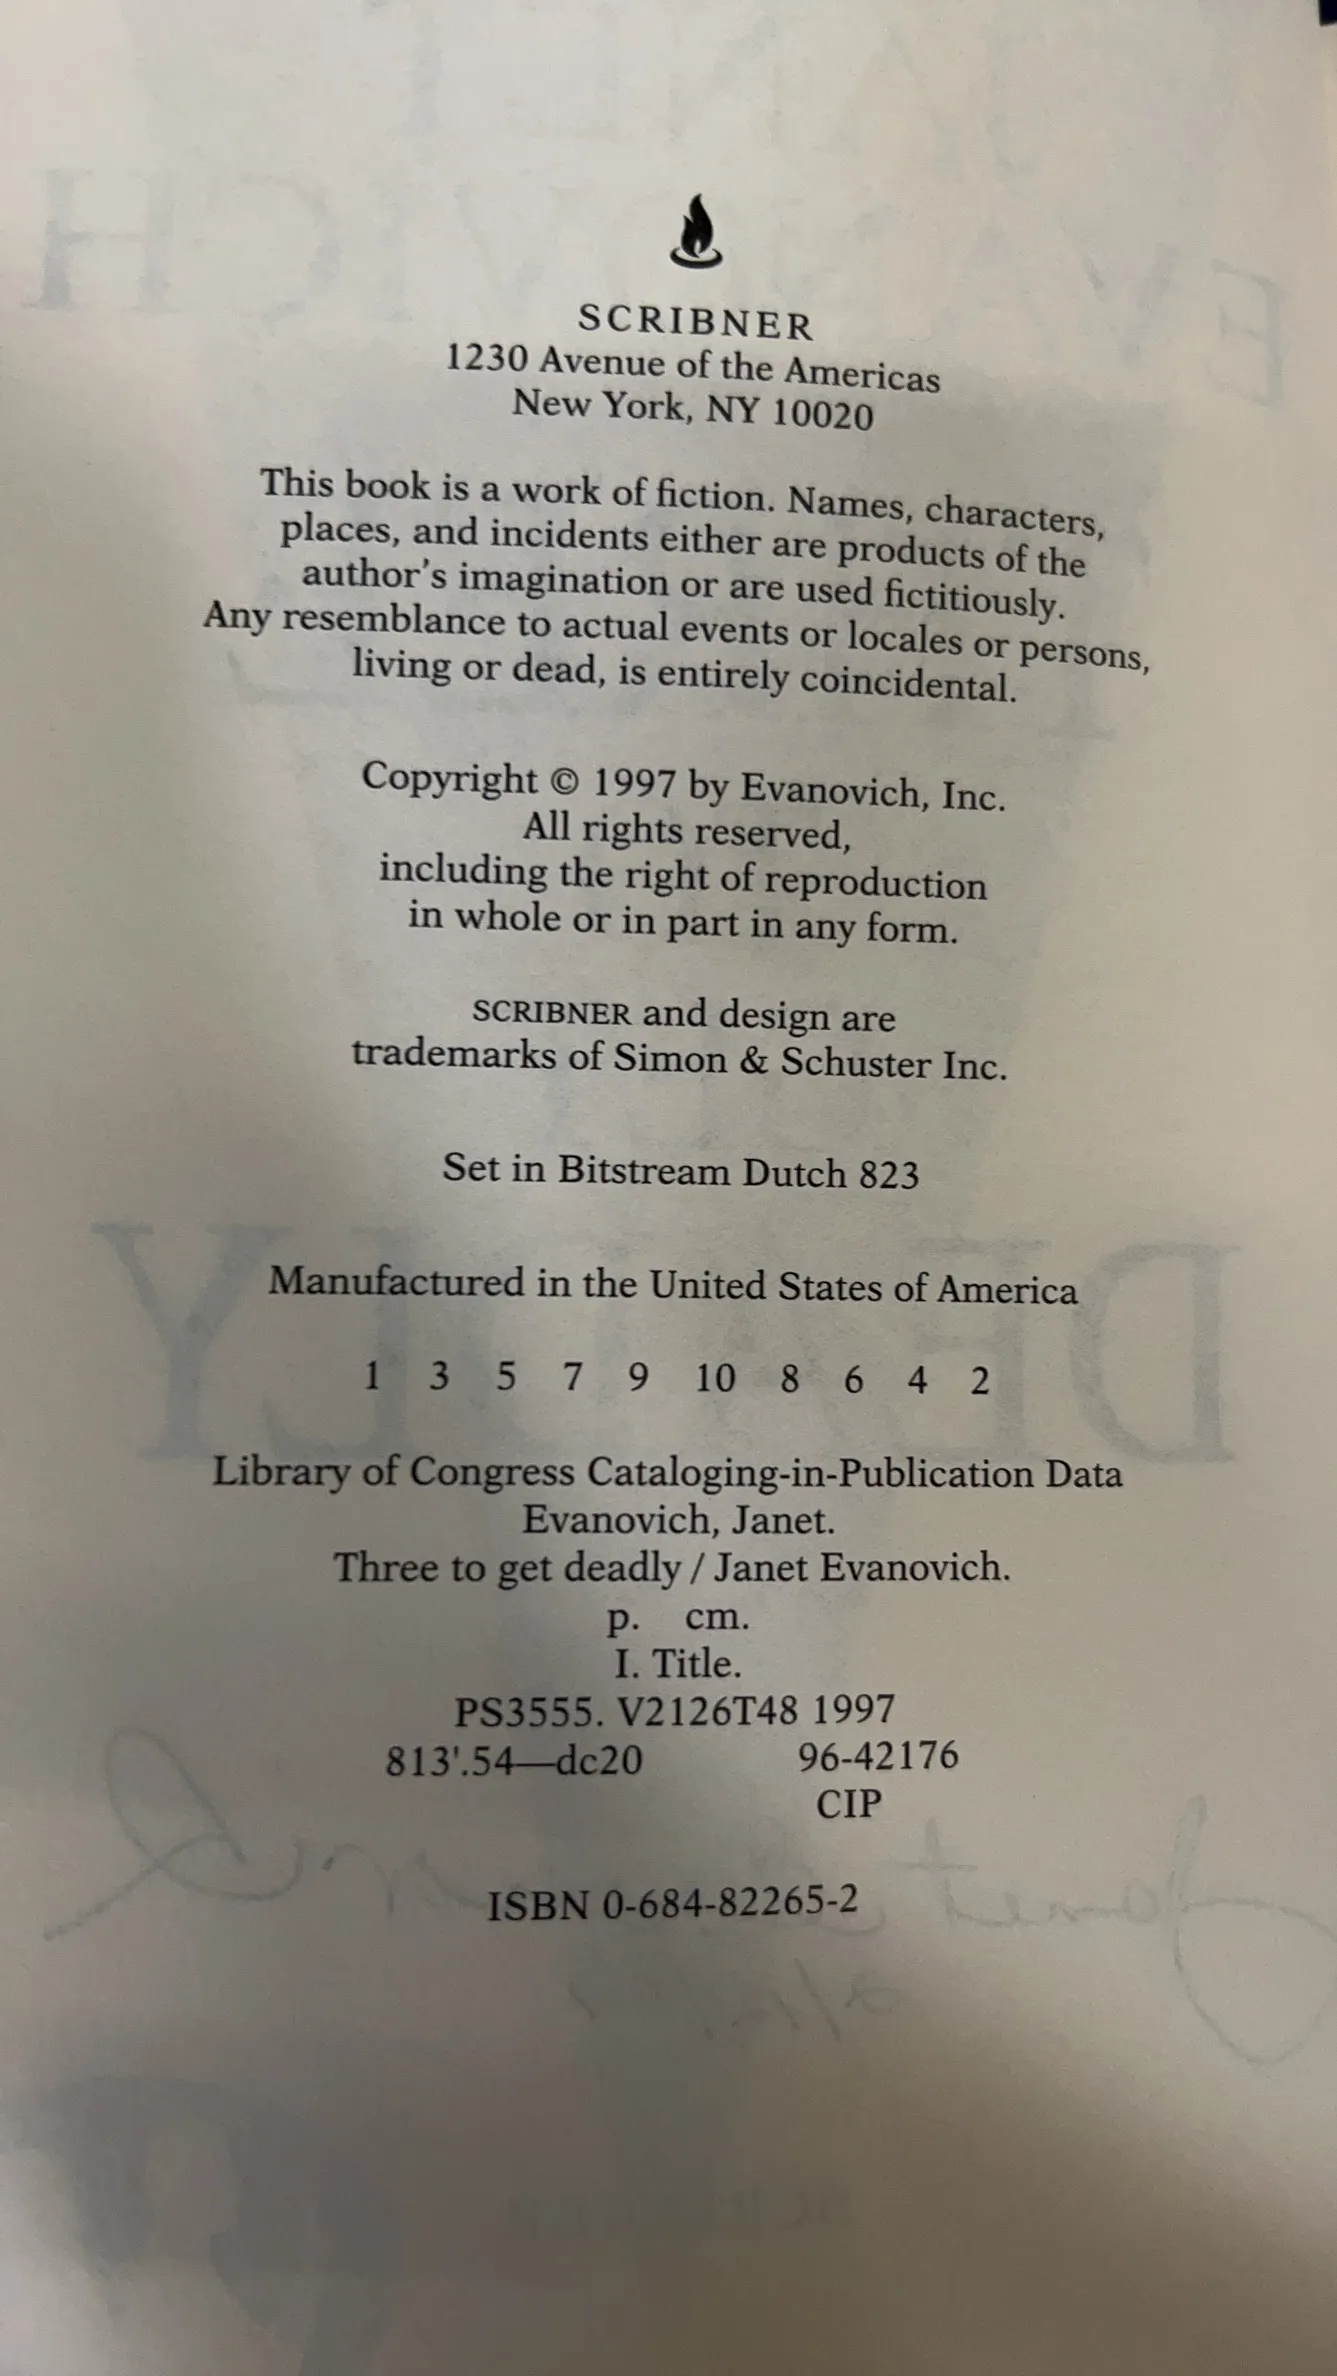 SCRIBNER
1230 Avenue of the Americas
New York, NY 10020
This book is a work of fiction. Names, characters,
places, and incidents either are products of the
author's imagination or are used fictitiously.
Any resemblance to actual events or locales or persons,
living or dead, is entirely coincidental.
Copyright © 1997 by Evanovich, Inc.
All rights reserved,
including the right of reproduction
in whole or in part in any form.
SCRIBNER and design are
trademarks of Simon & Schuster Inc.
Set in Bitstream Dutch 823
Manufactured in the United States of America
1 3 5 7 9 10 8 6 4 2
Library of Congress Cataloging-in-Publication Data
Evanovich, Janet.
Three to get deadly / Janet Evanovich.
p. cm.
I. Title.
PS3555. V2126T48 1997
813'.54—dc20 96-42176
CIP
ISBN 0-684-82265-2